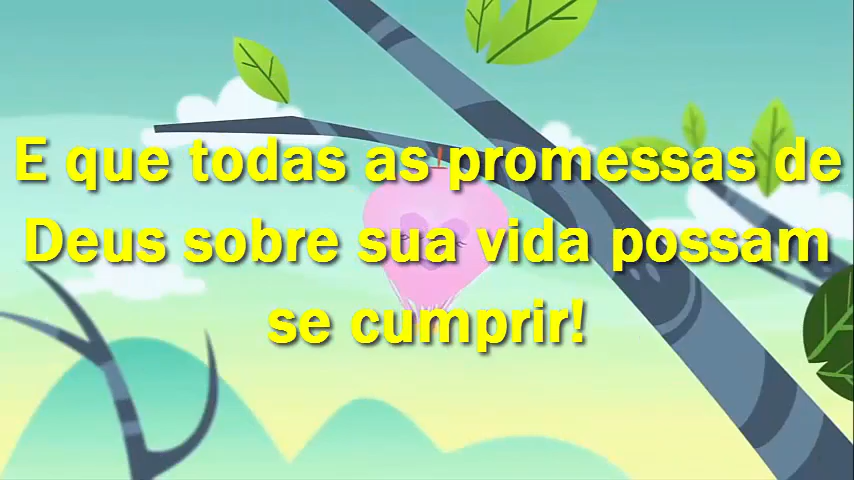 E que todas as promessas de
Deus sobre sua vida possam
se cumprir!